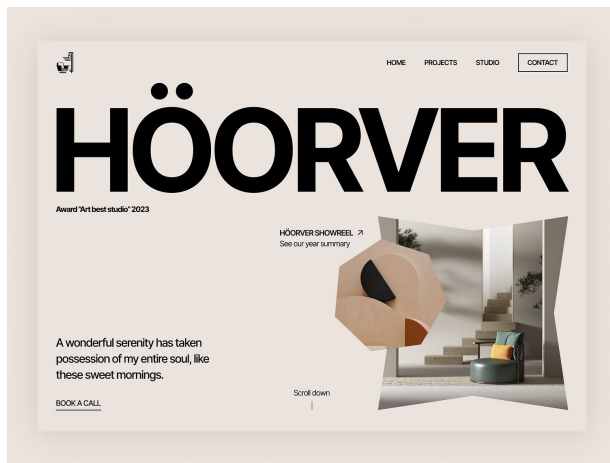 HOME PROJECTS STUDIO CONTACT
HÖORVER
Award "Art best studio" 2023
HÖORVER SHOWREEL
See our year summary
A wonderful serenity has taken
possession of my entire soul, like
these sweet mornings.
Scroll down
BOOK A CALL